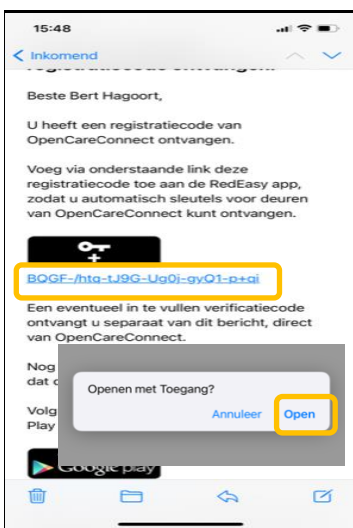 15:48
Inkomend
registratiecode ontvangen.
Beste Bert Hagoort,
U heeft een registratiecode van
OpenCareConnect ontvangen.
Voeg via onderstaande link deze
registratiecode toe aan de RedEasy app,
zodat u automatisch sleutels voor deuren
van OpenCareConnect kunt ontvangen.
BQGF-/htq-tJ9G-Ug0j-gyQ1-p+qi
Een eventueel in te vullen verificatiecode
ontvangt u separaat van dit bericht, direct
van OpenCareConnect.
Nog
dat
Openen met Toegang?
Annuleer Open
Volg
Play
Google play